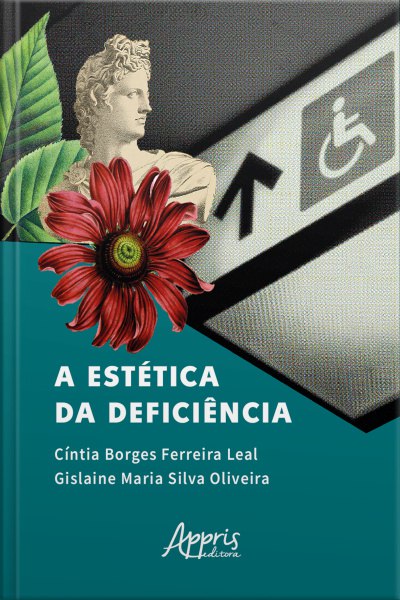 A ESTÉTICA
DA DEFICIÊNCIA
Cíntia Borges Ferreira Leal
Gislaine Maria Silva Oliveira
Appris
editora